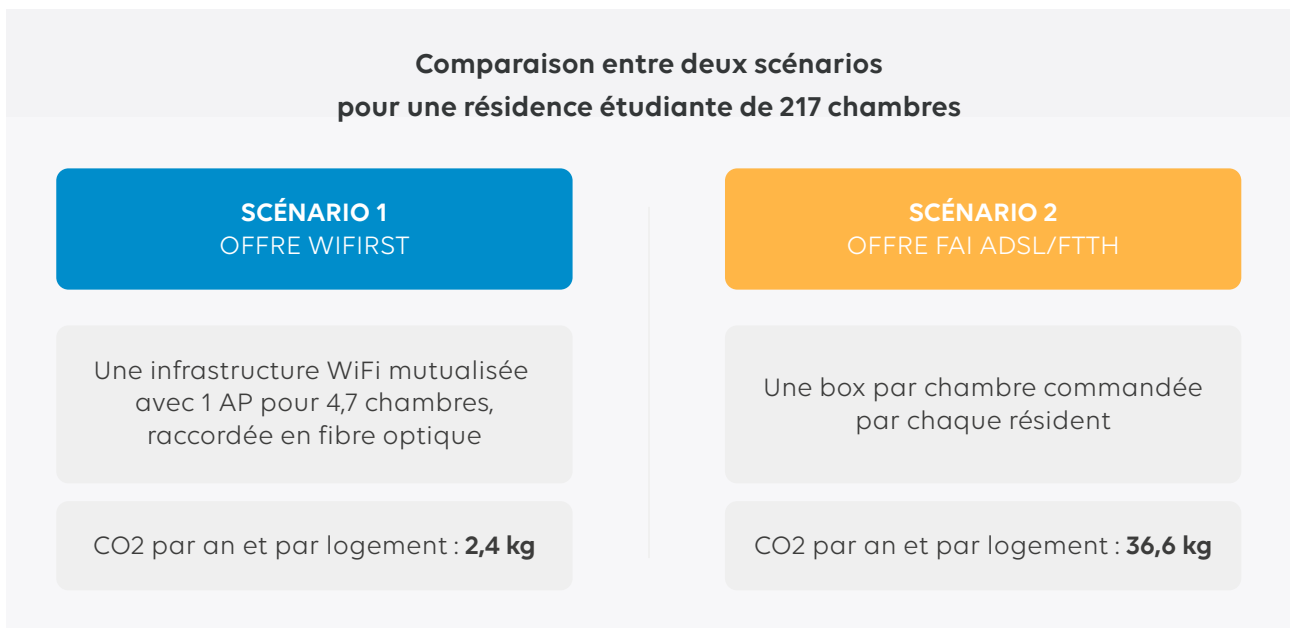 Comparaison entre deux scénarios
pour une résidence étudiante de 217 chambres
SCÉNARIO 1
OFFRE WIFIRST
Une infrastructure WiFi mutualisée
avec 1 AP pour 4,7 chambres,
raccordée en fibre optique
CO2 par an et par logement : 2,4 kg
SCÉNARIO 2
OFFRE FAI ADSL/FTTH
Une box par chambre commandée
par chaque résident
CO2 par an et par logement : 36,6 kg